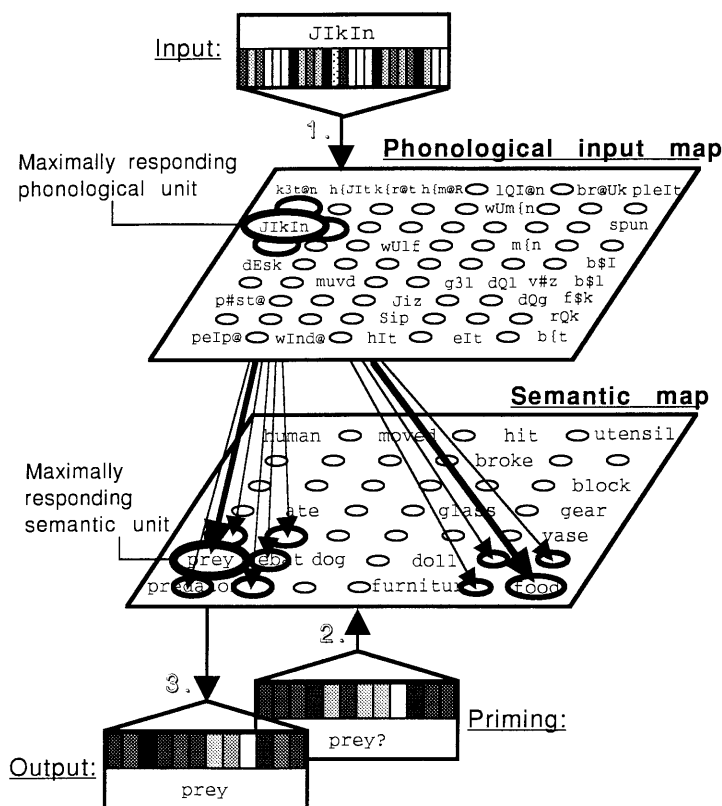 JIkIn
Input:
1.
Phonological input map
Maximally responding
phonological unit
k3t@n h{JIt k{r@t h{m@R lQI@n br@Uk pleIt
wUm{n
JIkIn spun
wUlf m{n
dEsk b$I
muvd g3l dQl v#z b$l
p#st@ Jiz dQg f$k
Sip rQk
peIp@ wInd@ hIt eIt b{t
Semantic map
human moved hit utensil
broke
Maximally
responding
semantic unit
block
ate glass gear
vase
prey ebat dog doll
predator furnitur food
2.
3.
Priming:
prey?
Output:
prey